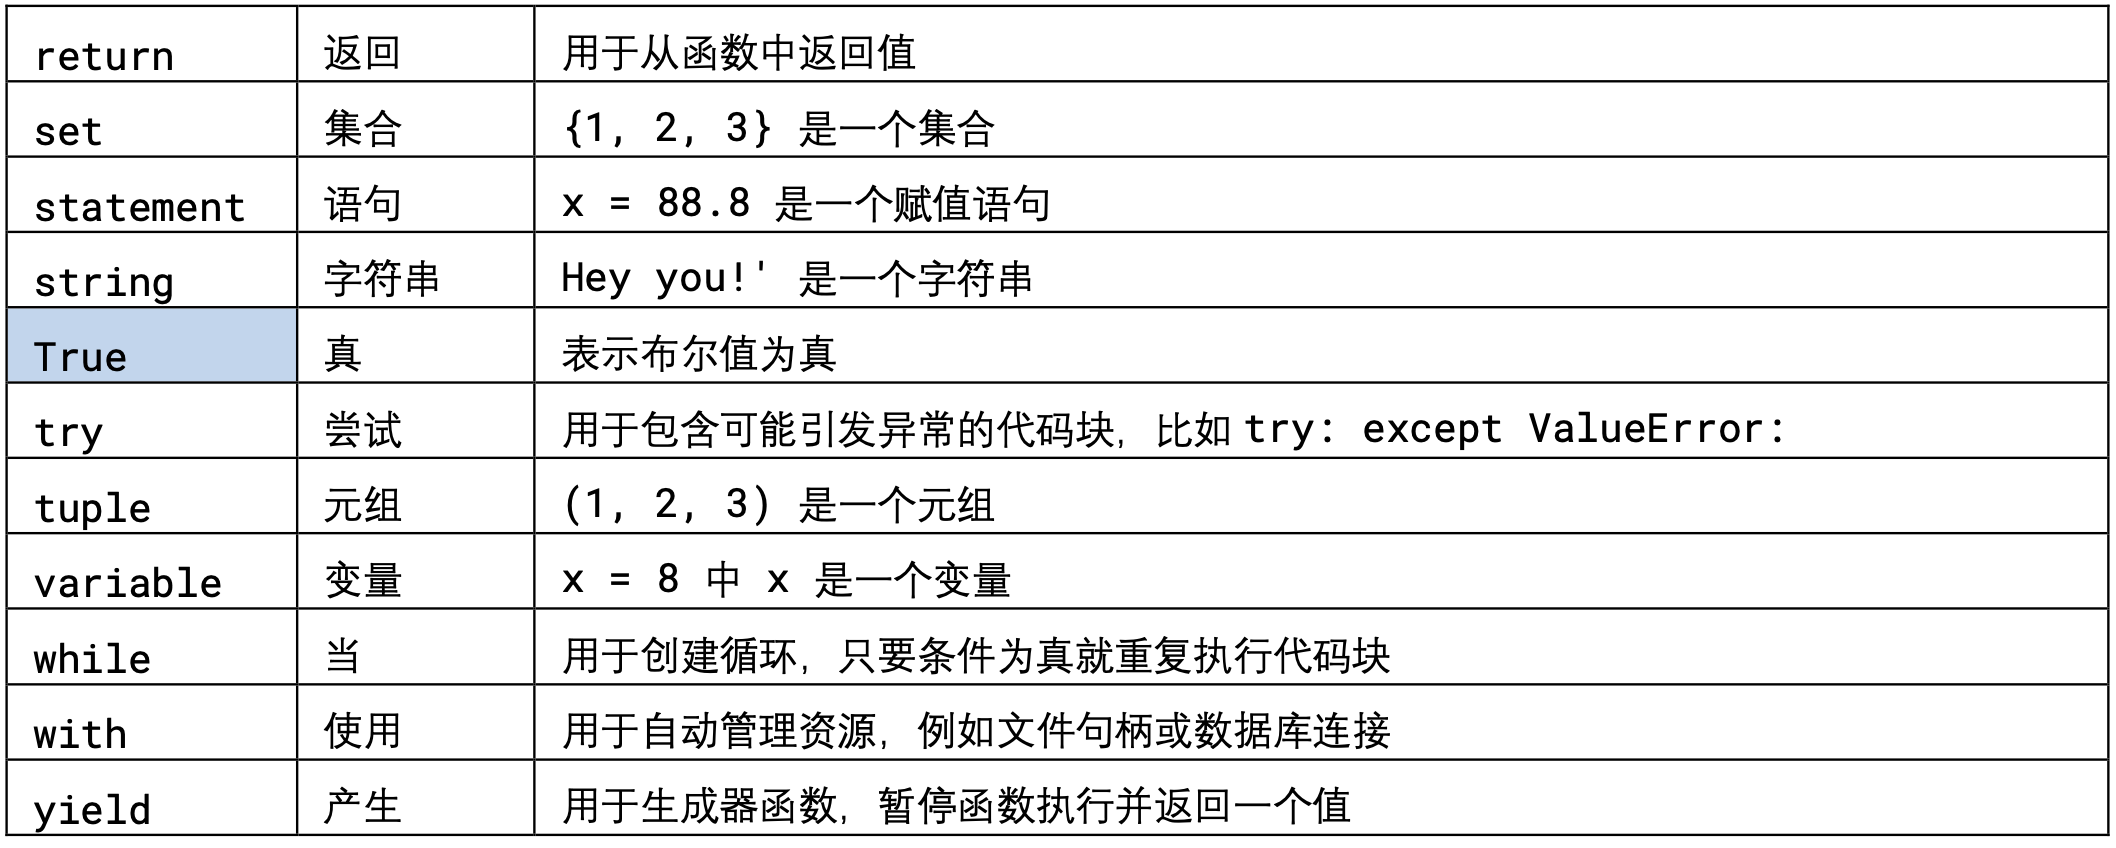 return 返回 用于从函数中返回值
set 集合 {1, 2, 3} 是一个集合
statement 语句 x = 88.8 是一个赋值语句
string 字符串 Hey you!' 是一个字符串
True 真 表示布尔值为真
try 尝试 用于包含可能引发异常的代码块，比如 try: except ValueError:
tuple 元组 (1, 2, 3) 是一个元组
variable 变量 x = 8 中 x 是一个变量
while 当 用于创建循环，只要条件为真就重复执行代码块
with 使用 用于自动管理资源，例如文件句柄或数据库连接
yield 产生 用于生成器函数，暂停函数执行并返回一个值